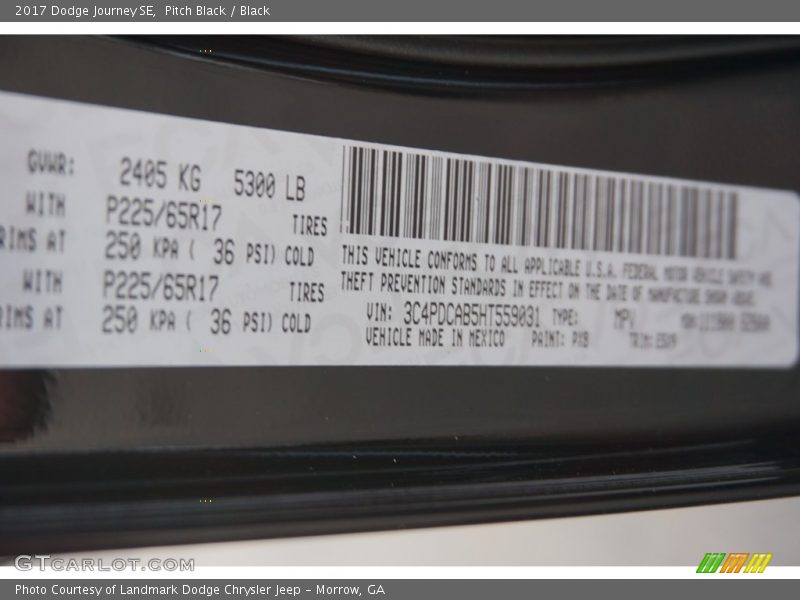 2017 Dodge Journey SE, Pitch Black / Black
GVWR: 2405 KG 5300 LB
WITH P225/65R17 TIRES
RIMS AT 250 KPA ( 36 PSI) COLD
WITH P225/65R17 TIRES
RIMS AT 250 KPA ( 36 PSI) COLD
THIS VEHICLE CONFORMS TO ALL APPLICABLE U.S.A. FEDERAL MOTOR VEHICLE SAFETY AND
THEFT PREVENTION STANDARDS IN EFFECT ON THE DATE OF MANUFACTURE SHOWN ABOVE.
VIN: 3C4PDCAB5HT559031 TYPE: MPV
VEHICLE MADE IN MEXICO PAINT: PX8 TRIM:
GTCARLOT.COM
Photo Courtesy of Landmark Dodge Chrysler Jeep – Morrow, GA